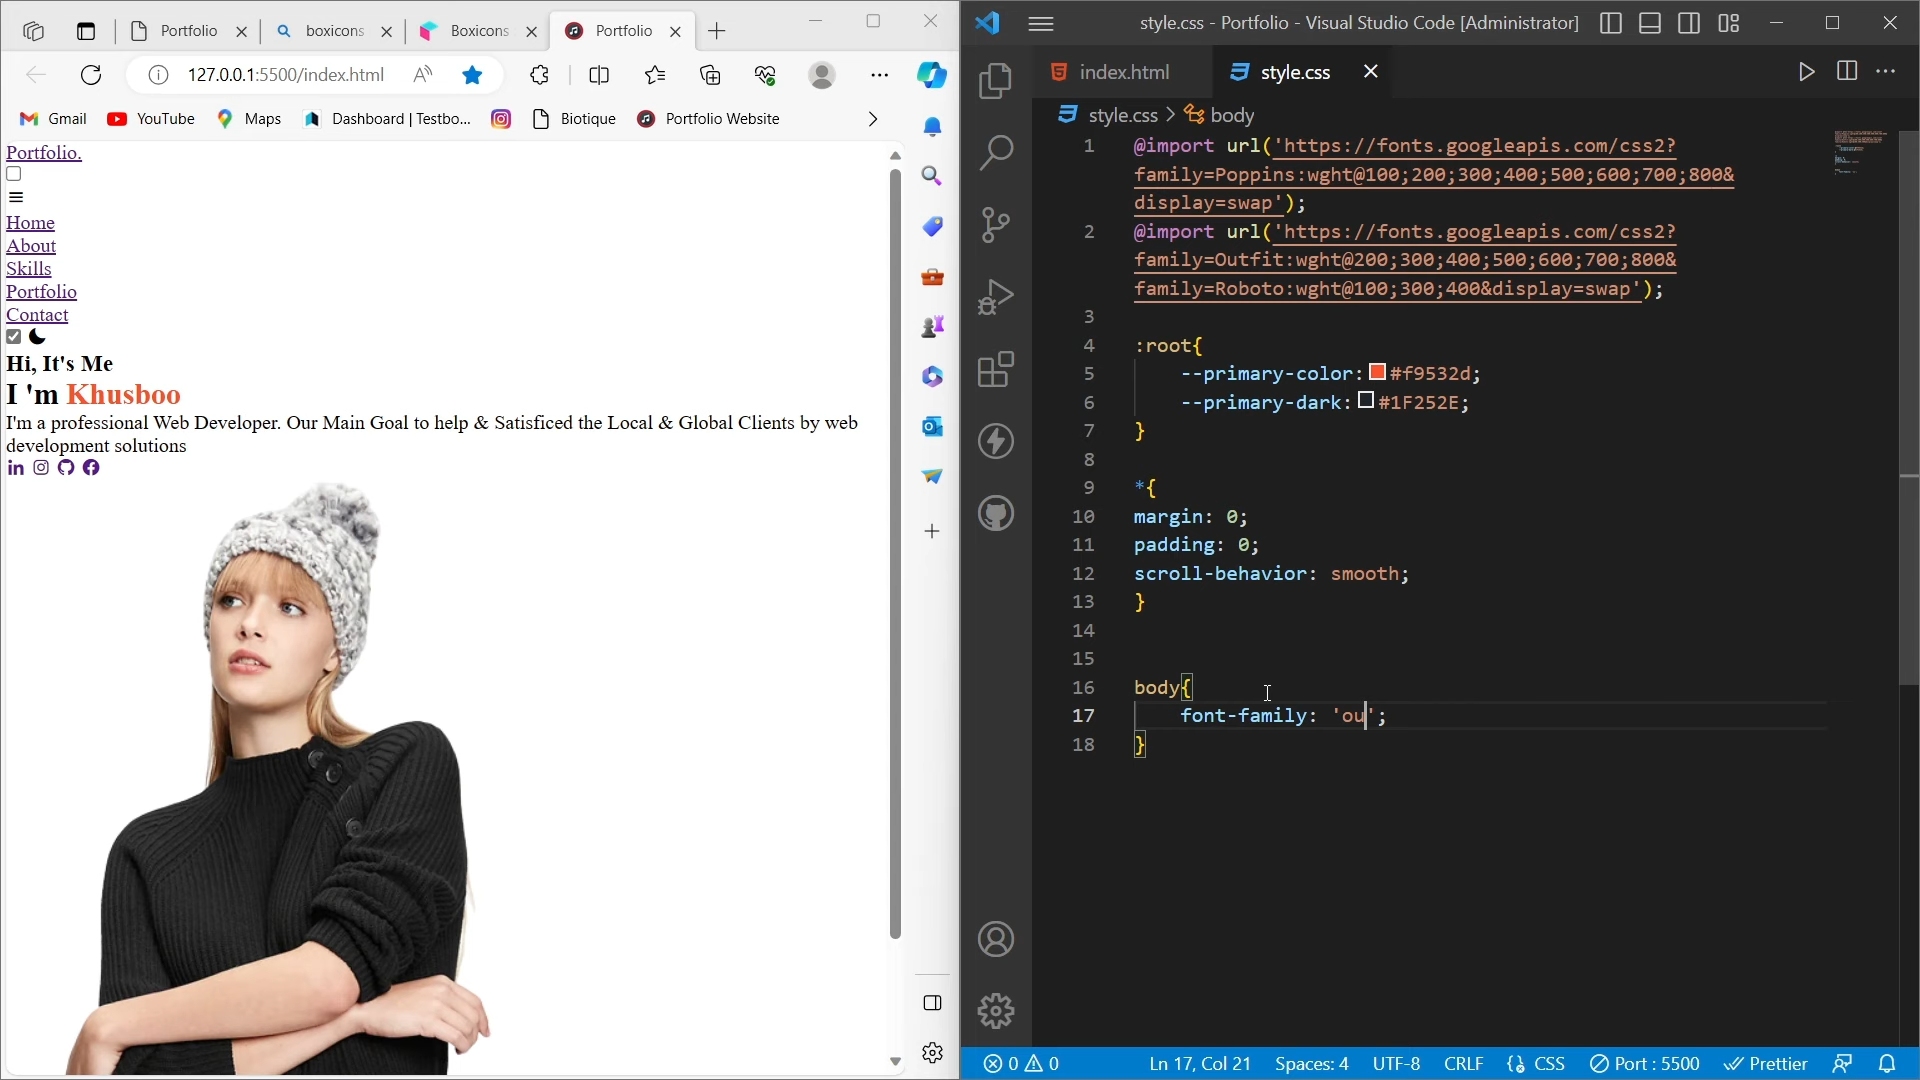 Portfolio
boxicons
Boxicons
Portfolio
127.0.0.1:5500/index.html
Gmail
YouTube
Maps
Dashboard | Testbo...
Biotique
Portfolio Website
Portfolio.
Home
About
Skills
Portfolio
Contact
Hi, It's Me
I 'm Khusboo
I'm a professional Web Developer. Our Main Goal to help & Satisficed the Local & Global Clients by web
development solutions
style.css - Portfolio - Visual Studio Code [Administrator]
index.html
style.css
style.css > body
1 @import url('https://fonts.googleapis.com/css2?
family=Poppins:wght@100;200;300;400;500;600;700;800&
display=swap');
2 @import url('https://fonts.googleapis.com/css2?
family=Outfit:wght@200;300;400;500;600;700;800&
family=Roboto:wght@100;300;400&display=swap');
3
4 :root{
5 --primary-color: #f9532d;
6 --primary-dark: #1F252E;
7 }
8
9 *{
10 margin: 0;
11 padding: 0;
12 scroll-behavior: smooth;
13 }
14
15
16 body{
17 font-family: 'ou';
18 }
0 0 Ln 17, Col 21 Spaces: 4 UTF-8 CRLF {} CSS Port : 5500 Prettier